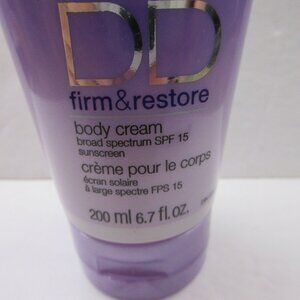 DD
firm&restore
body cream
broad spectrum SPF 15
sunscreen
crème pour le corps
écran solaire
à large spectre FPS 15
200 ml 6.7 fl. oz.